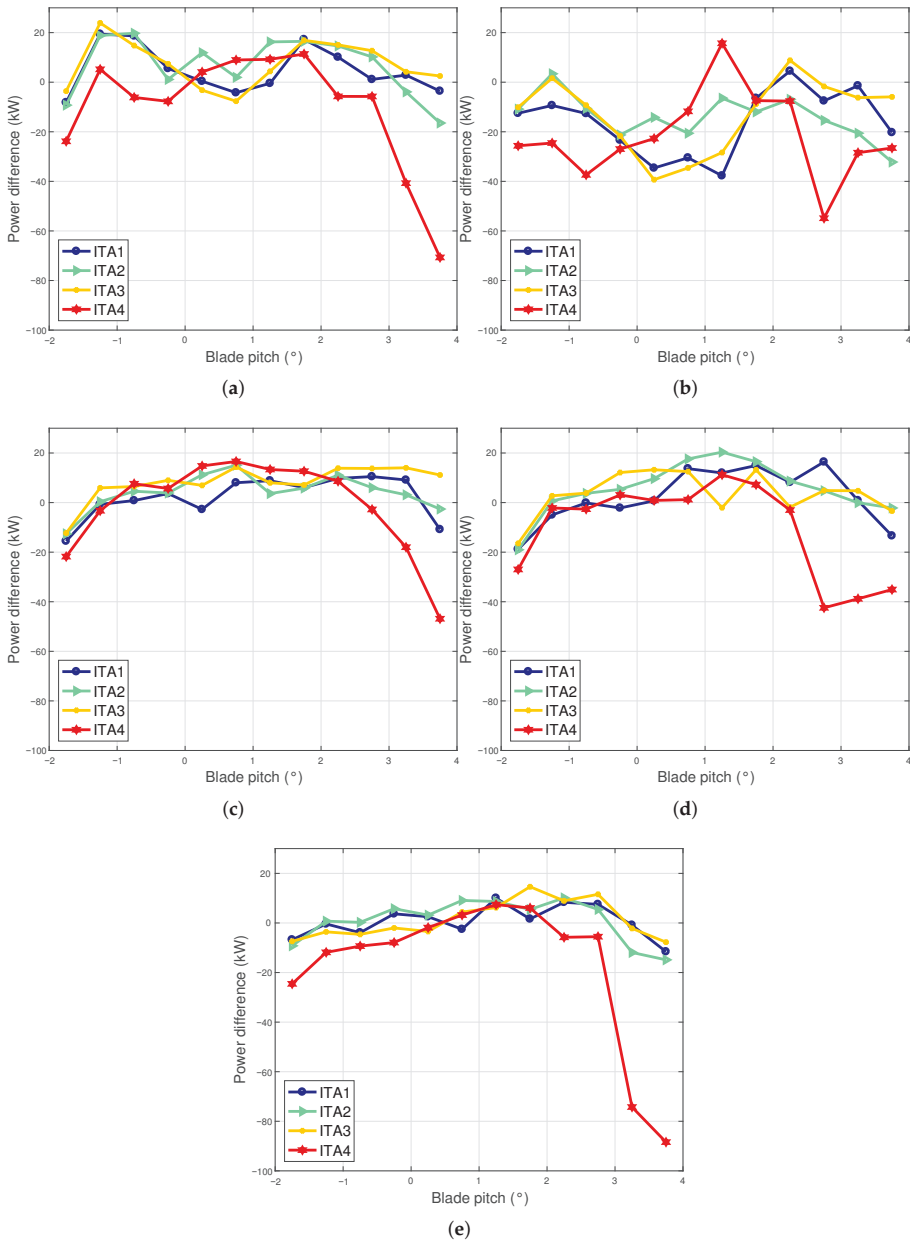 20
0
−20
−40
−60
−80
−100
Power difference (kW)
ITA1
ITA2
ITA3
ITA4
−2 −1 0 1 2 3 4
Blade pitch (°)
(a)
20
0
−20
−40
−60
−80
−100
Power difference (kW)
ITA1
ITA2
ITA3
ITA4
−2 −1 0 1 2 3 4
Blade pitch (°)
(b)
20
0
−20
−40
−60
−80
−100
Power difference (kW)
ITA1
ITA2
ITA3
ITA4
−2 −1 0 1 2 3 4
Blade pitch (°)
(c)
20
0
−20
−40
−60
−80
−100
Power difference (kW)
ITA1
ITA2
ITA3
ITA4
−2 −1 0 1 2 3 4
Blade pitch (°)
(d)
20
0
−20
−40
−60
−80
−100
Power difference (kW)
ITA1
ITA2
ITA3
ITA4
−2 −1 0 1 2 3 4
Blade pitch (°)
(e)